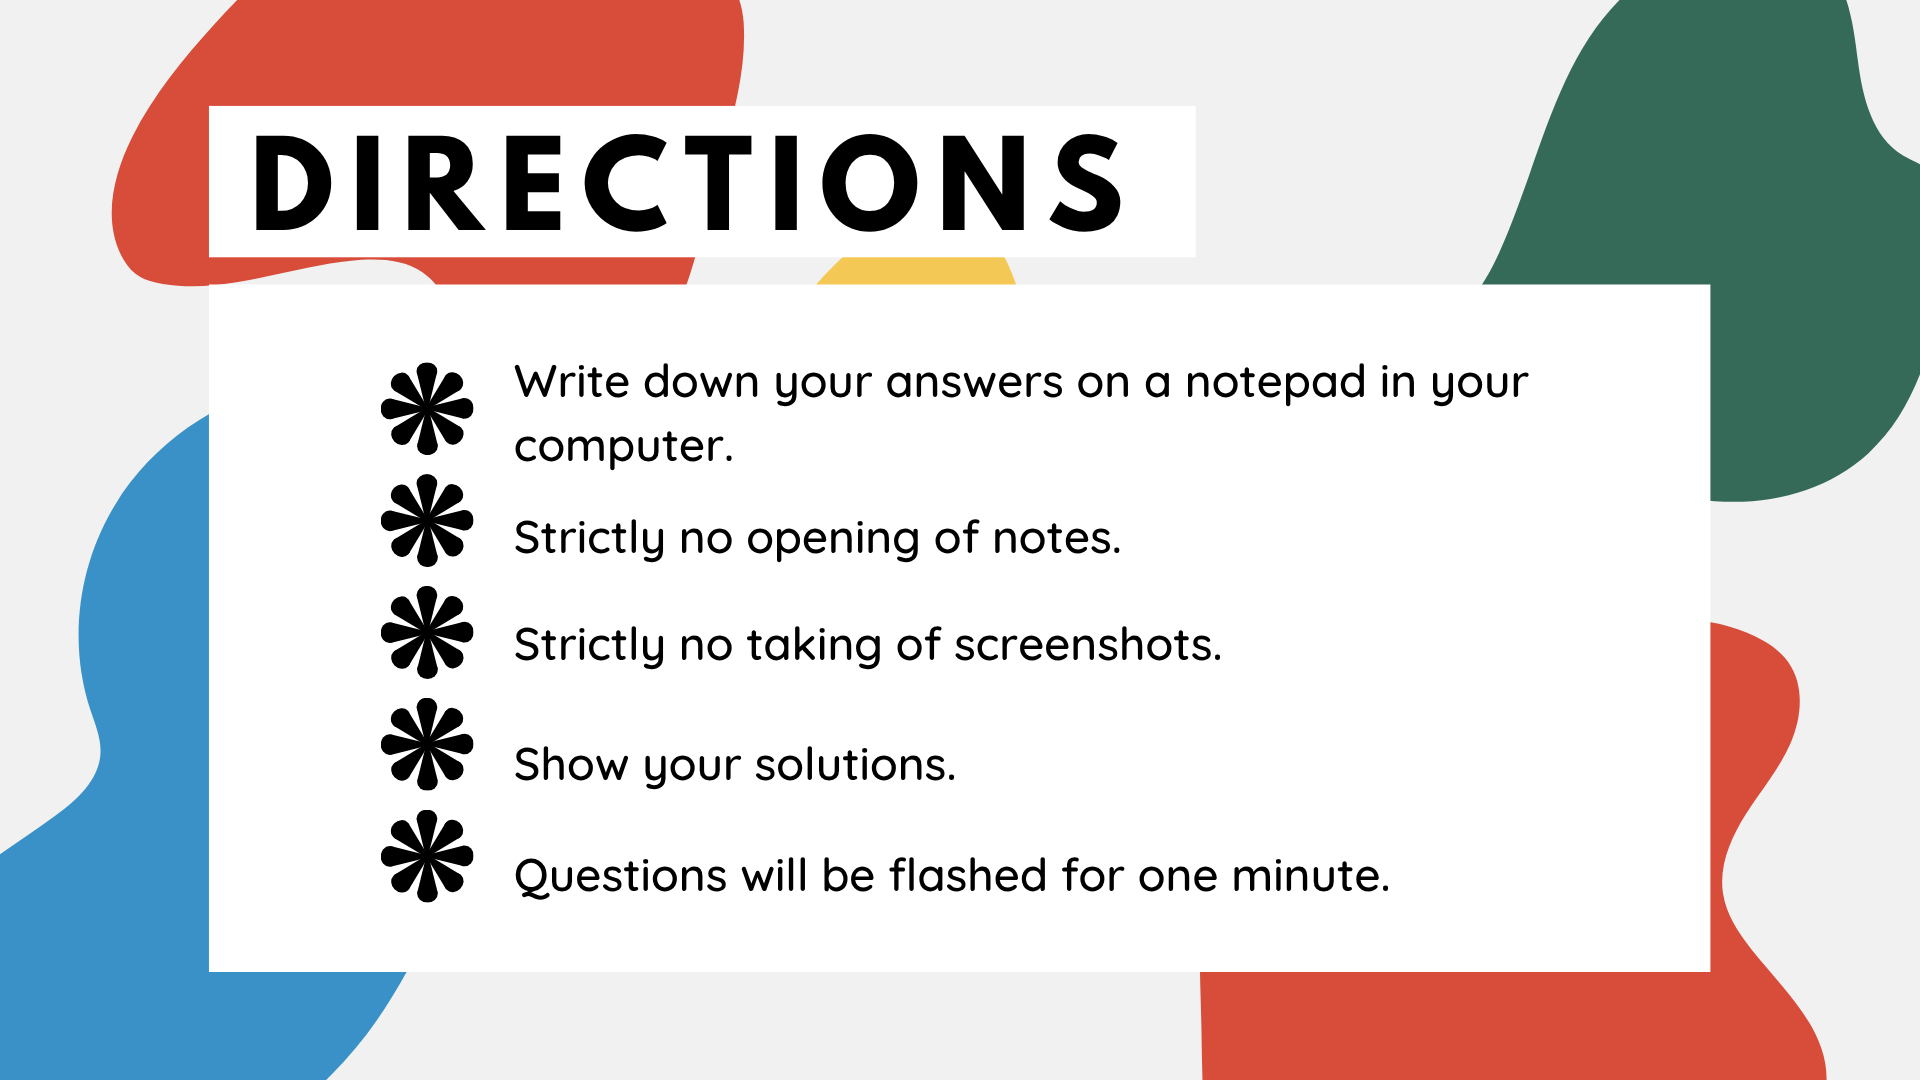 DIRECTIONS
Write down your answers on a notepad in your
computer.
Strictly no opening of notes.
Strictly no taking of screenshots.
Show your solutions.
Questions will be flashed for one minute.